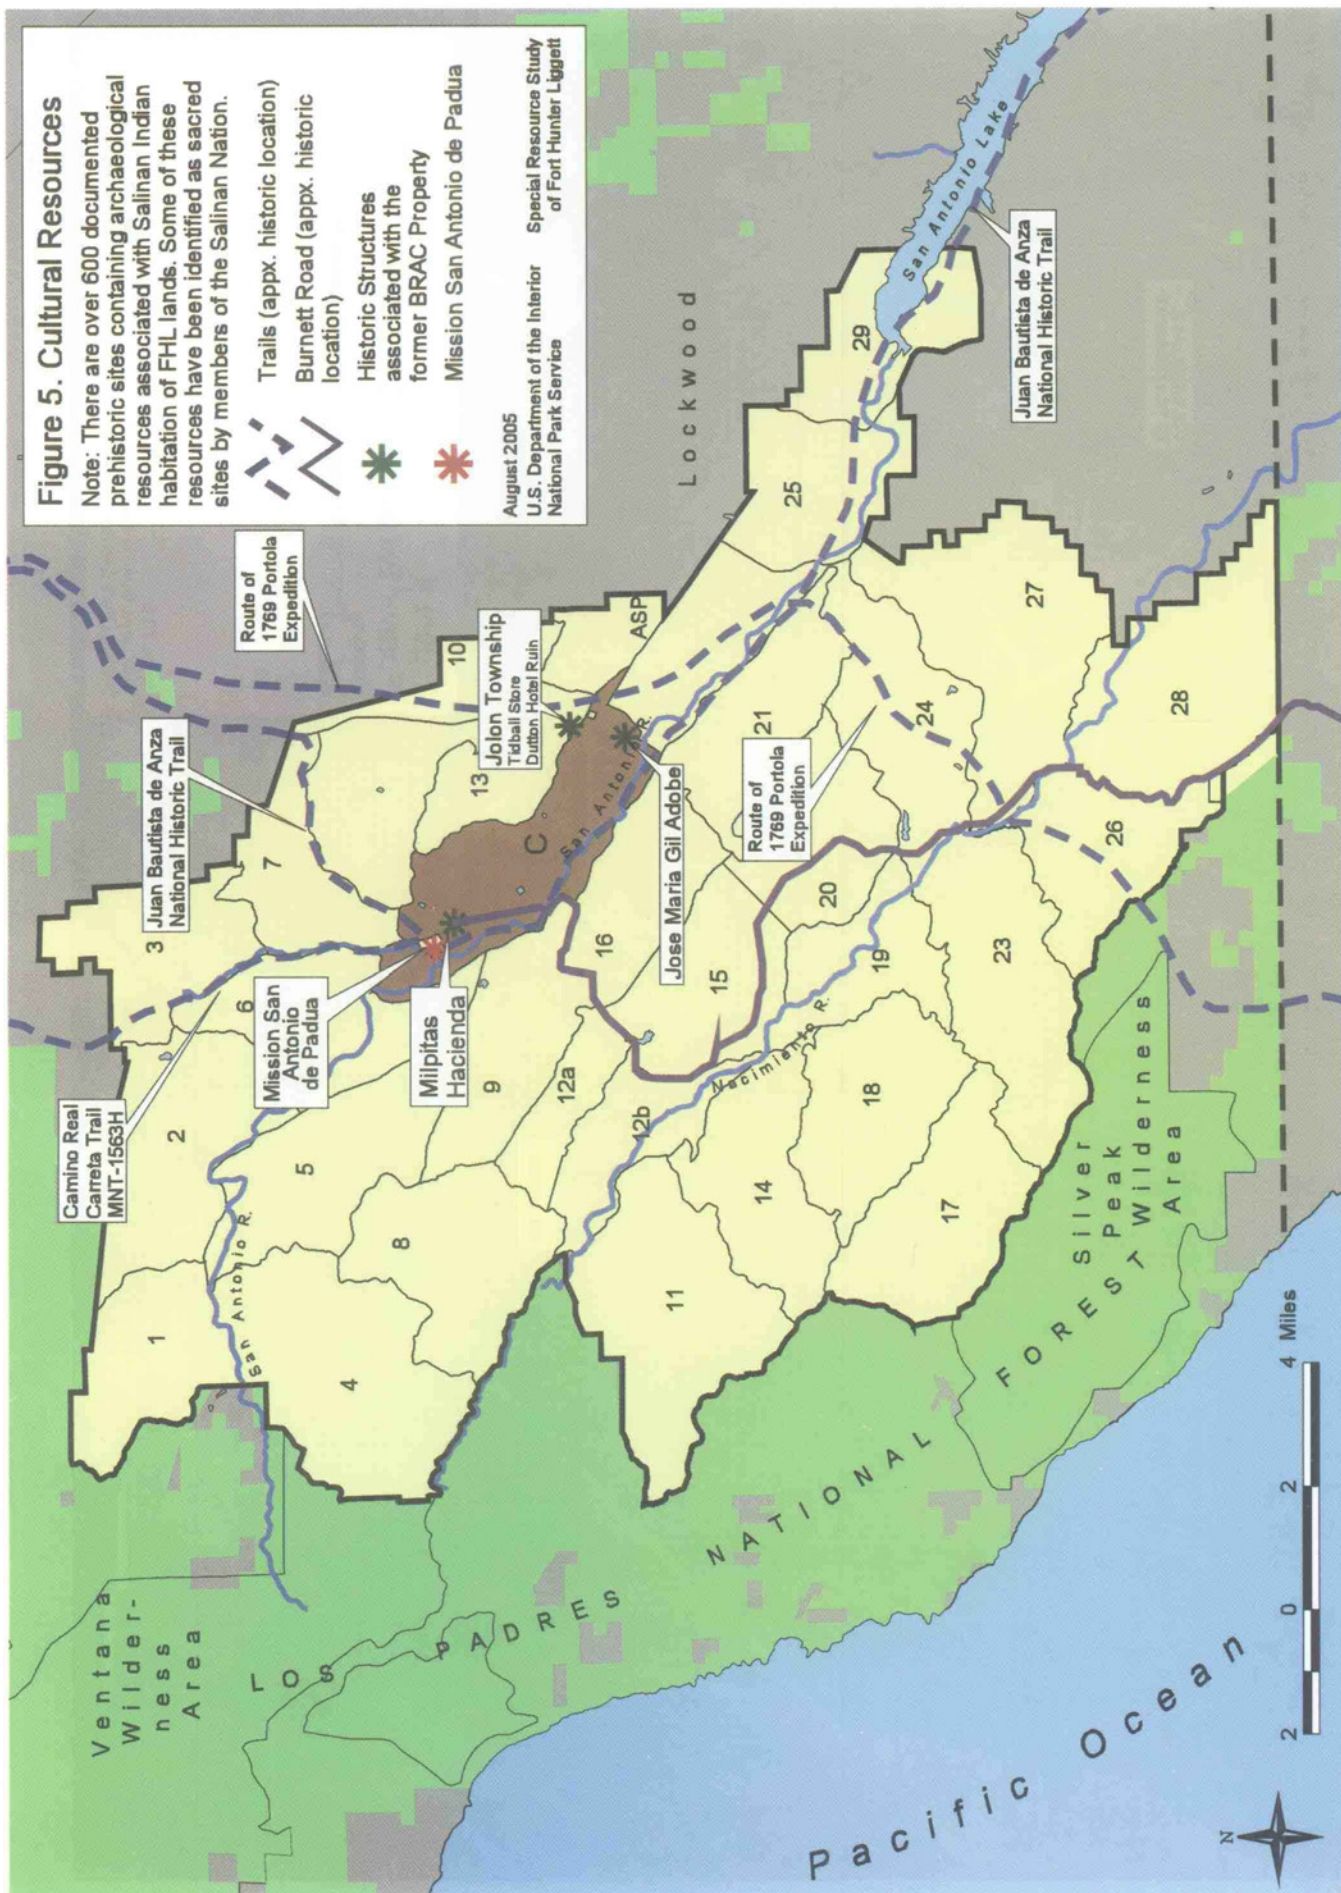 Figure 5. Cultural Resources
Note: There are over 600 documented
prehistoric sites containing archaeological
resources associated with Salinan Indian
habitation of FHL lands. Some of these
resources have been identified as sacred
sites by members of the Salinan Nation.
Trails (appx. historic location)
Burnett Road (appx. historic
location)
Historic Structures
associated with the
former BRAC Property
Mission San Antonio de Padua
August 2005
U.S. Department of the Interior
National Park Service
Special Resource Study
of Fort Hunter Liggett
Ventana
Wilder-
ness
Area
LOS PADRES NATIONAL FOREST
Silver
Peak
Wilderness
Area
Pacific Ocean
Lockwood
San Antonio Lake
San Antonio R.
San Antonio R.
Nacimiento R.
Camino Real
Carreta Trail
MNT-1563H
Juan Bautista de Anza
National Historic Trail
Route of
1769 Portola
Expedition
Mission San
Antonio
de Padua
Milpitas
Hacienda
Jolon Township
Tidball Store
Dutton Hotel Ruin
Jose Maria Gil Adobe
Route of
1769 Portola
Expedition
Juan Bautista de Anza
National Historic Trail
1
2
3
4
5
6
7
8
9
10
11
12a
12b
13
14
15
16
17
18
19
20
21
23
24
25
26
27
28
29
ASP
C
N
2 0 2 4 Miles